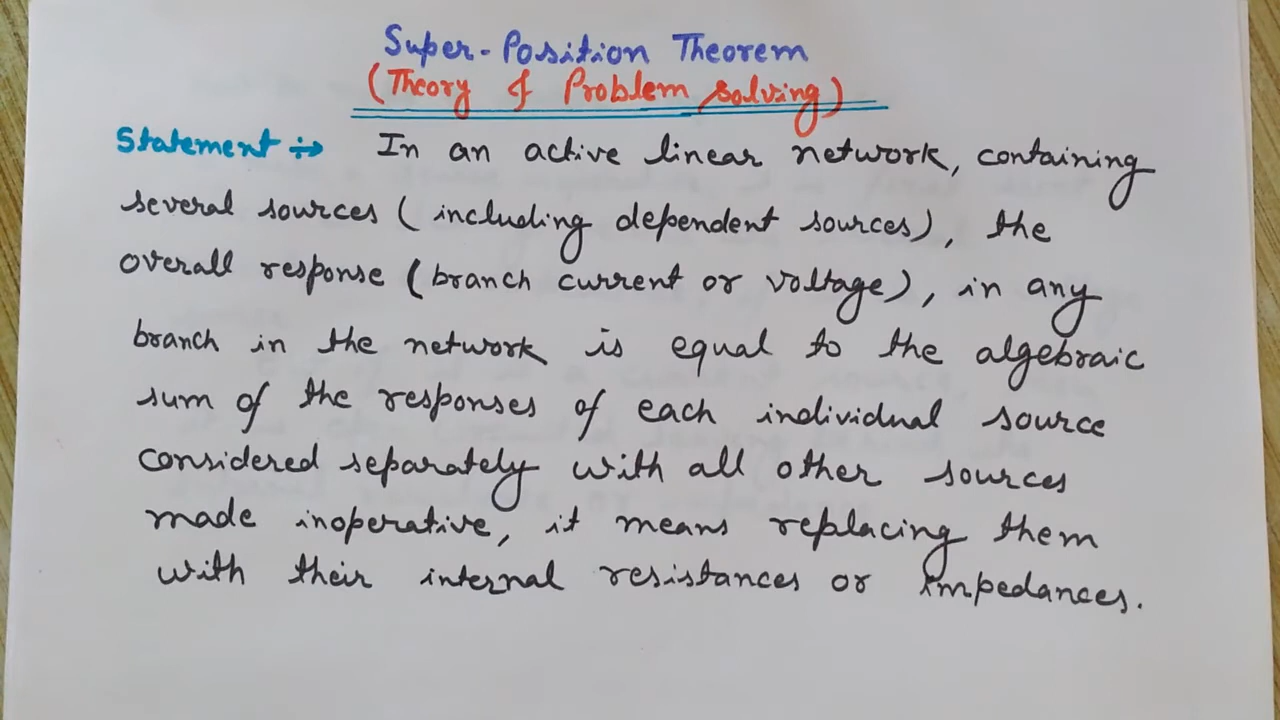 Super-Position Theorem
(Theory & Problem solving)
Statement :-> In an active linear network, containing
several sources (including dependent sources), the
overall response (branch current or voltage), in any
branch in the network is equal to the algebraic
sum of the responses of each individual source
considered separately with all other sources
made inoperative, it means replacing them
with their internal resistances or impedances.